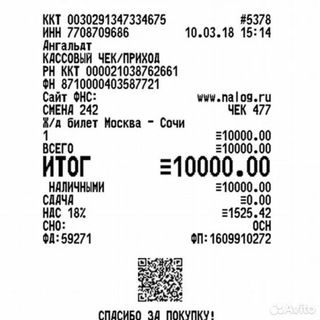 ККТ 0030291347334675 #5378
ИНН 7708709686 10.03.18 15:14
Ангальдт
КАССОВЫЙ ЧЕК/ПРИХОД
РН ККТ 000021038762661
ФН 8710000403587721
Сайт ФНС: www.nalog.ru
СМЕНА 242 ЧЕК 477
Ж/д билет Москва - Сочи
1 ≡10000.00
ВСЕГО ≡10000.00
ИТОГ ≡10000.00
НАЛИЧНЫМИ ≡10000.00
СДАЧА ≡0.00
НДС 18% ≡1525.42
СНО: ОСН
ФД:59271 ФП:1609910272
СПАСИБО ЗА ПОКУПКУ!
Avito